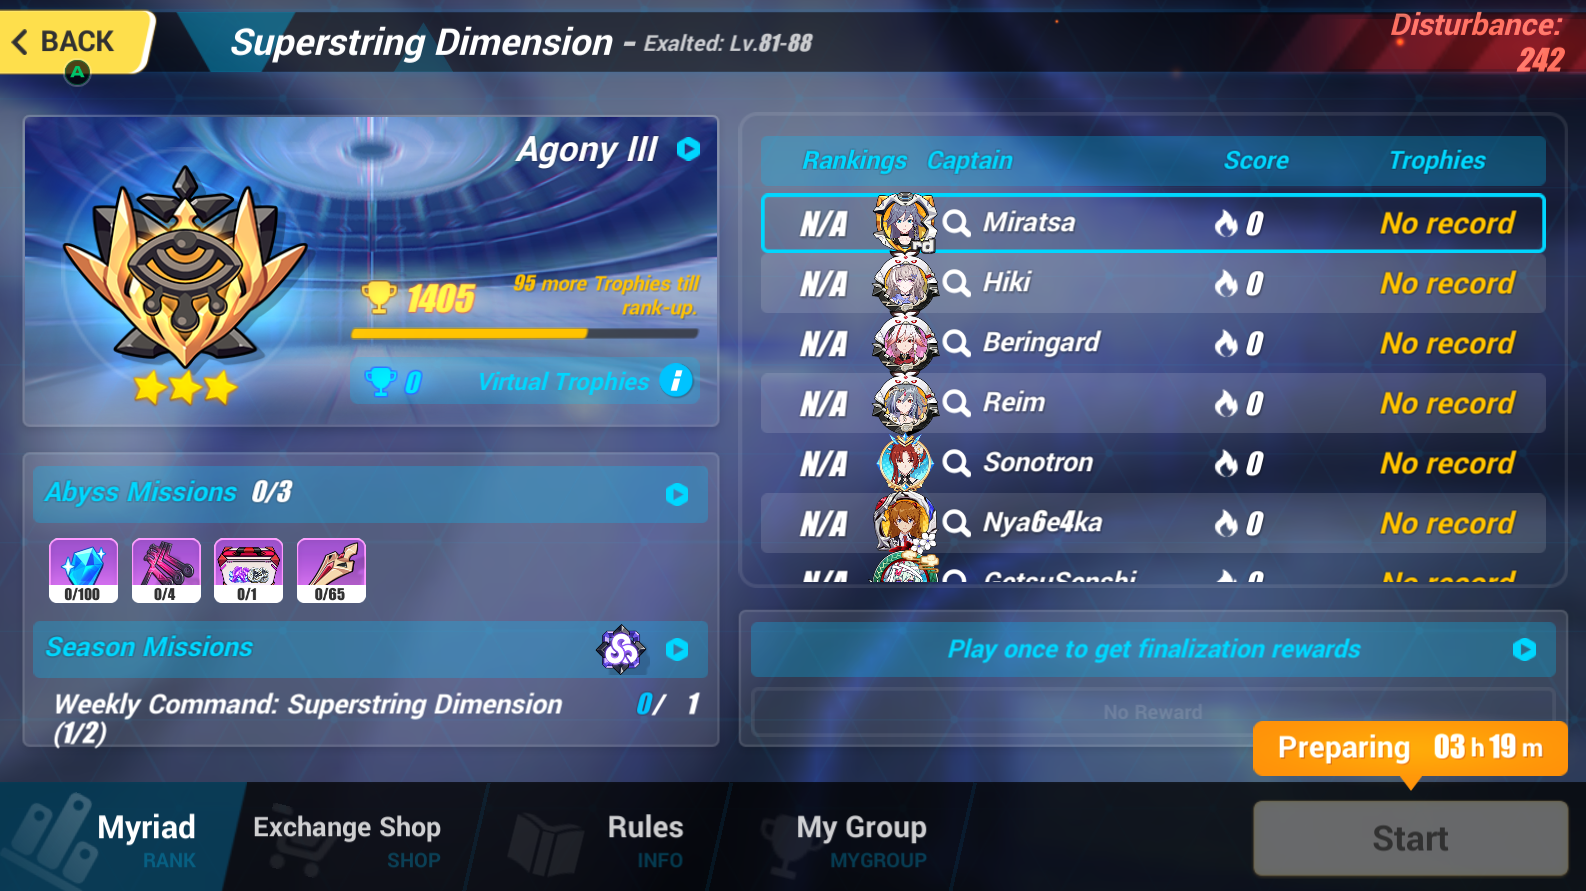 BACK
A
Superstring Dimension - Exalted: Lv.81-88
Disturbance:
242
Agony III
1405
95 more Trophies till
rank-up.
0
Virtual Trophies
i
Abyss Missions 0/3
0/100
0/4
0/1
0/65
Season Missions
Weekly Command: Superstring Dimension
(1/2)
0/ 1
Rankings Captain Score Trophies
N/A Miratsa 0 No record
rd
N/A Hiki 0 No record
N/A Beringard 0 No record
N/A Reim 0 No record
N/A Sonotron 0 No record
N/A Nya6e4ka 0 No record
N/A 0 No record
Play once to get finalization rewards
No Reward
Preparing 03 h 19 m
Start
Myriad
RANK
Exchange Shop
SHOP
Rules
INFO
My Group
MYGROUP